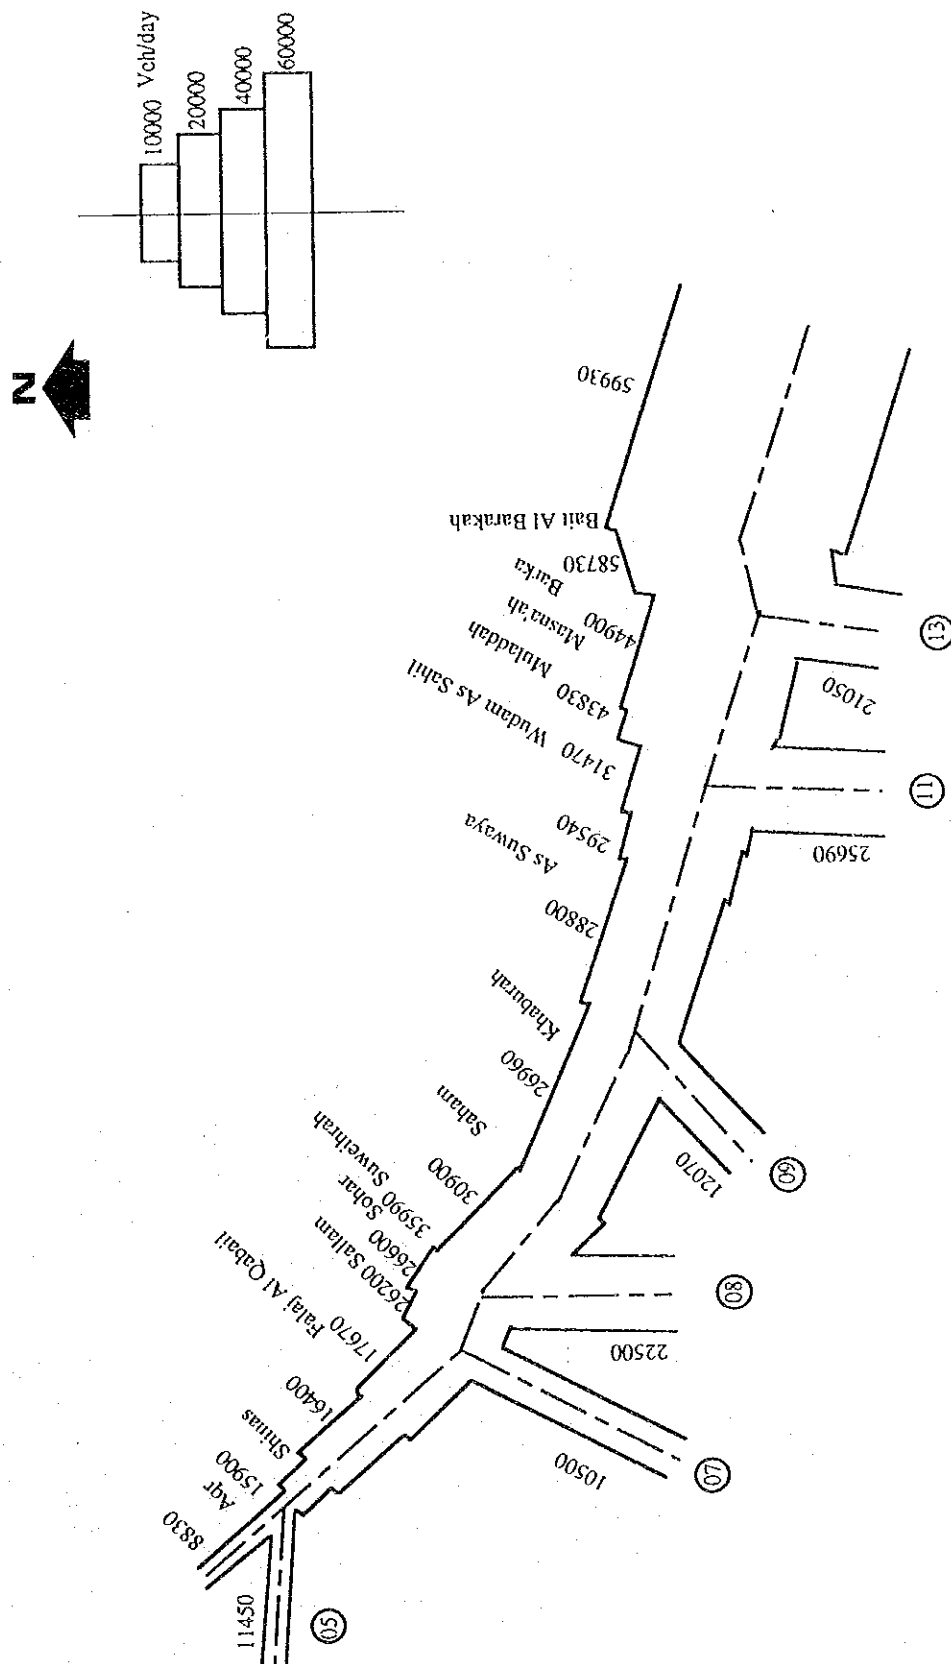 N
10000 Vch/day
20000
40000
60000
8830
Aqr
15900
Shinas
16400
17670
Falaj Al Qabail
26200 Sallam
26600
Sohar
35990 Suweihrah
30900
Saham
26960
Khaburah
28800
As Suwaya
29540
31470
Wudam As Sahil
43830
Muladdah
44900
Masna'ah
Barka
58730
Bait Al Barakah
59930
11450
05
10500
07
22500
08
12070
09
25690
11
21050
13